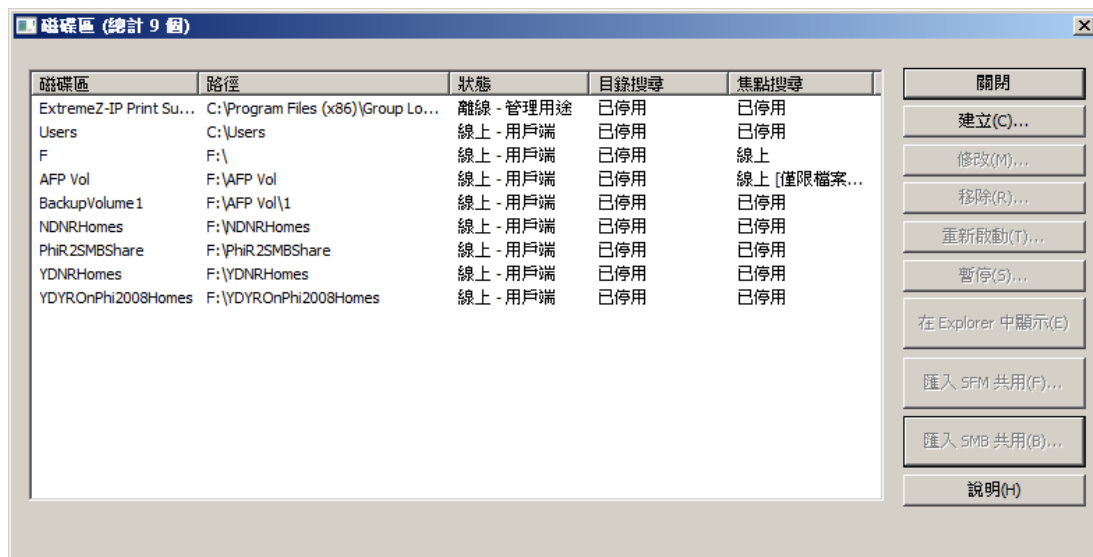 磁碟區 (總計 9 個)
磁碟區 路徑 狀態 目錄搜尋 焦點搜尋
ExtremeZ-IP Print Su... C:\Program Files (x86)\Group Lo... 離線 - 管理用途 已停用 已停用
Users C:\Users 線上 - 用戶端 已停用 已停用
F F:\ 線上 - 用戶端 已停用 線上
AFP Vol F:\AFP Vol 線上 - 用戶端 已停用 線上 [僅限檔案...
BackupVolume1 F:\AFP Vol\1 線上 - 用戶端 已停用 已停用
NDNRHomes F:\NDNRHomes 線上 - 用戶端 已停用 已停用
PhiR2SMBShare F:\PhiR2SMBShare 線上 - 用戶端 已停用 已停用
YDNRHomes F:\YDNRHomes 線上 - 用戶端 已停用 已停用
YDYROnPhi2008Homes F:\YDYROnPhi2008Homes 線上 - 用戶端 已停用 已停用
關閉
建立(C)...
修改(M)...
移除(R)...
重新啟動(T)...
暫停(S)...
在 Explorer 中顯示(E)
匯入 SFM 共用(F)...
匯入 SMB 共用(B)...
說明(H)